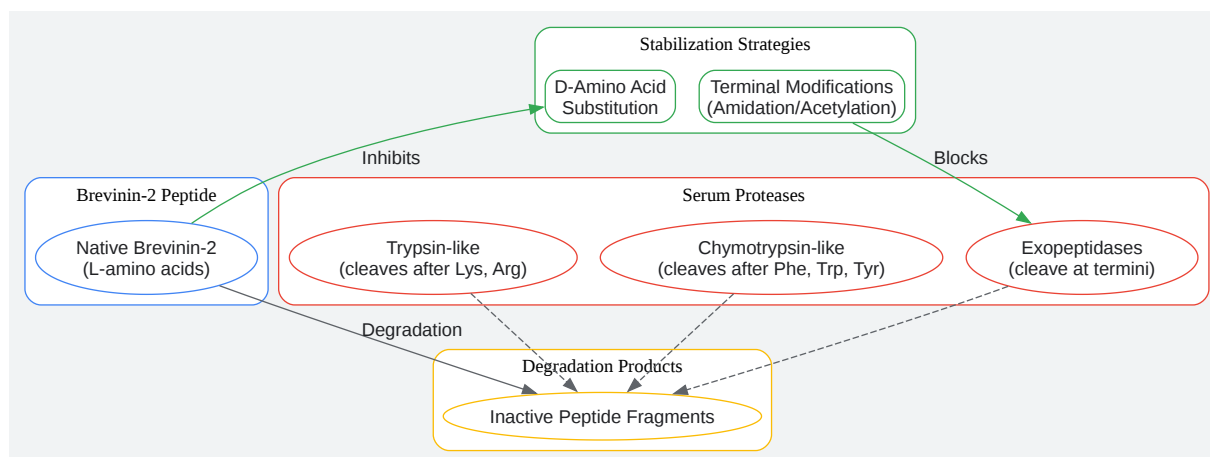 Stabilization Strategies
D-Amino Acid
Substitution
Terminal Modifications
(Amidation/Acetylation)
Inhibits
Blocks
Brevinin-2 Peptide
Native Brevinin-2
(L-amino acids)
Serum Proteases
Trypsin-like
(cleaves after Lys, Arg)
Chymotrypsin-like
(cleaves after Phe, Trp, Tyr)
Exopeptidases
(cleave at termini)
Degradation
Degradation Products
Inactive Peptide Fragments